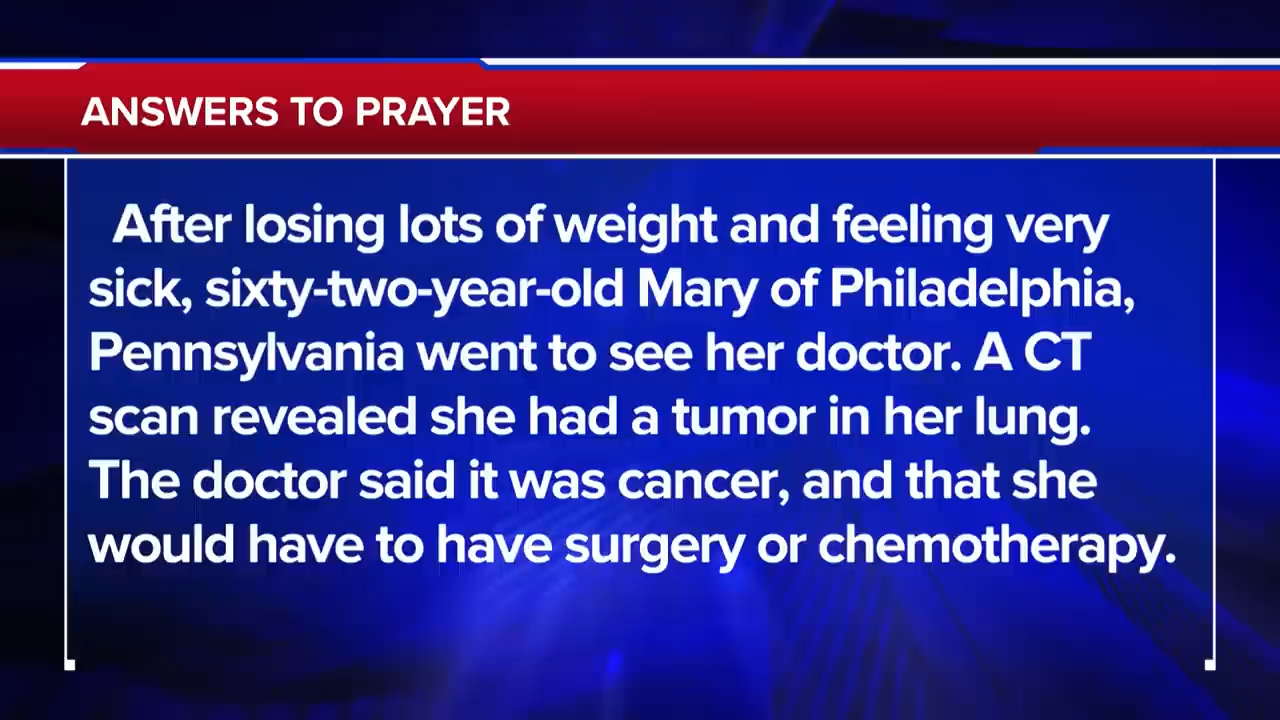 ANSWERS TO PRAYER
After losing lots of weight and feeling very
sick, sixty-two-year-old Mary of Philadelphia,
Pennsylvania went to see her doctor. A CT
scan revealed she had a tumor in her lung.
The doctor said it was cancer, and that she
would have to have surgery or chemotherapy.